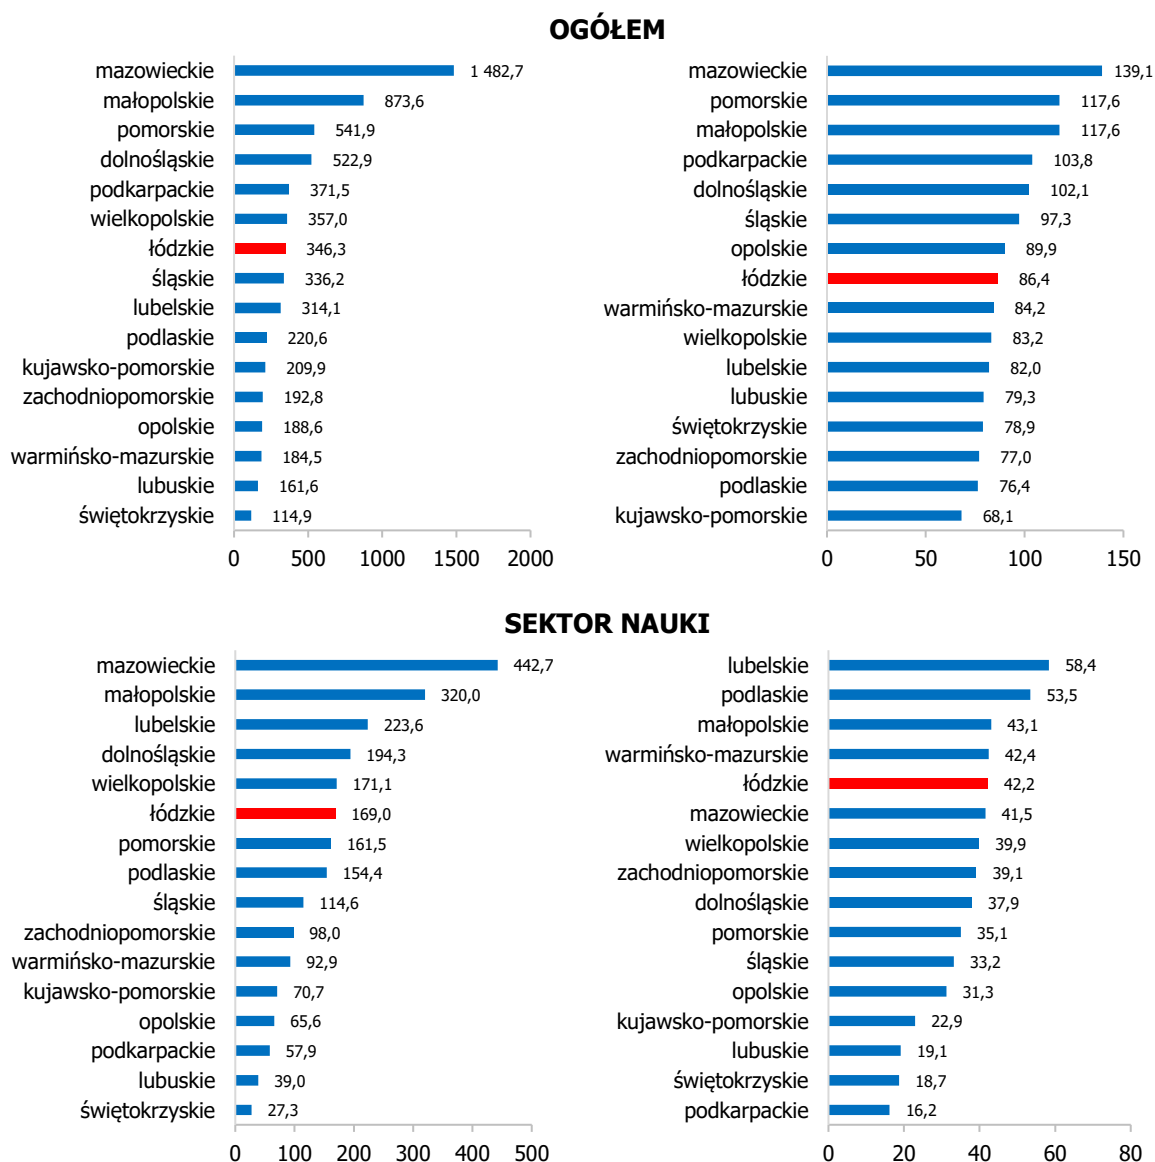 OGÓŁEM
mazowieckie 1 482,7
małopolskie 873,6
pomorskie 541,9
dolnośląskie 522,9
podkarpackie 371,5
wielkopolskie 357,0
łódzkie 346,3
śląskie 336,2
lubelskie 314,1
podlaskie 220,6
kujawsko-pomorskie 209,9
zachodniopomorskie 192,8
opolskie 188,6
warmińsko-mazurskie 184,5
lubuskie 161,6
świętokrzyskie 114,9
0 500 1000 1500 2000
mazowieckie 139,1
pomorskie 117,6
małopolskie 117,6
podkarpackie 103,8
dolnośląskie 102,1
śląskie 97,3
opolskie 89,9
łódzkie 86,4
warmińsko-mazurskie 84,2
wielkopolskie 83,2
lubelskie 82,0
lubuskie 79,3
świętokrzyskie 78,9
zachodniopomorskie 77,0
podlaskie 76,4
kujawsko-pomorskie 68,1
0 50 100 150
SEKTOR NAUKI
mazowieckie 442,7
małopolskie 320,0
lubelskie 223,6
dolnośląskie 194,3
wielkopolskie 171,1
łódzkie 169,0
pomorskie 161,5
podlaskie 154,4
śląskie 114,6
zachodniopomorskie 98,0
warmińsko-mazurskie 92,9
kujawsko-pomorskie 70,7
opolskie 65,6
podkarpackie 57,9
lubuskie 39,0
świętokrzyskie 27,3
0 100 200 300 400 500
lubelskie 58,4
podlaskie 53,5
małopolskie 43,1
warmińsko-mazurskie 42,4
łódzkie 42,2
mazowieckie 41,5
wielkopolskie 39,9
zachodniopomorskie 39,1
dolnośląskie 37,9
pomorskie 35,1
śląskie 33,2
opolskie 31,3
kujawsko-pomorskie 22,9
lubuskie 19,1
świętokrzyskie 18,7
podkarpackie 16,2
0 20 40 60 80